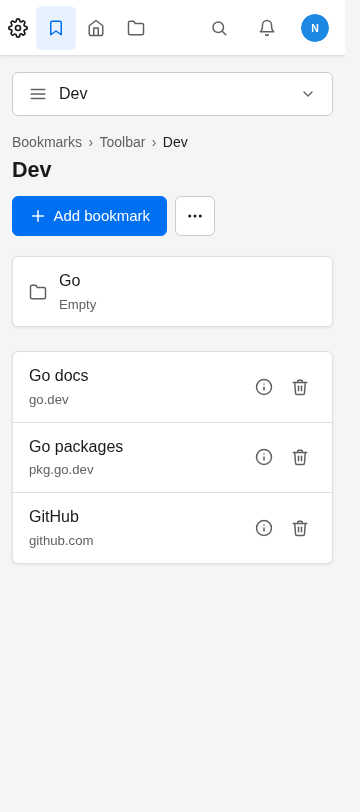 N
Dev
Bookmarks › Toolbar › Dev
Dev
Add bookmark
Go
Empty
Go docs
go.dev
Go packages
pkg.go.dev
GitHub
github.com